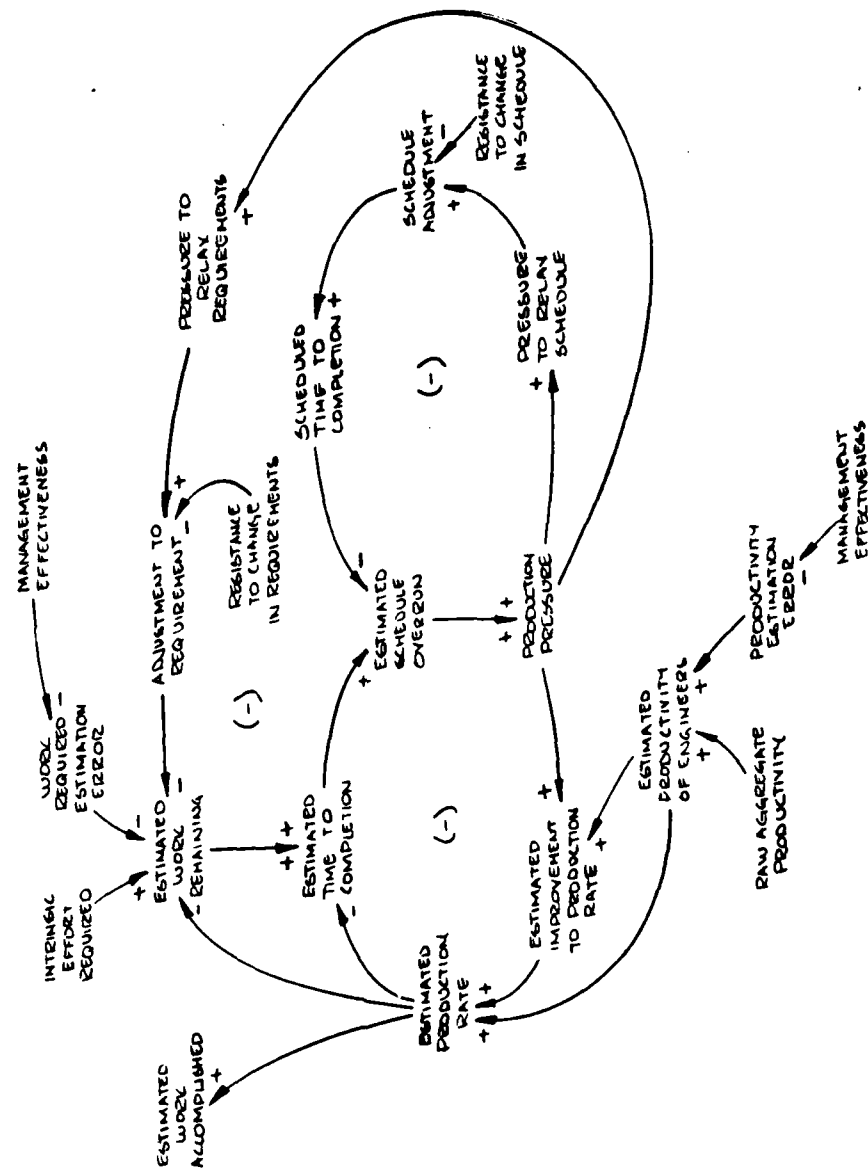 MANAGEMENT
EFFECTIVENESS
INTRINSIC
EFFORT
REQUIRED
WORK
REQUIRED -
ESTIMATION
ERROR
ESTIMATED
WORK
ACCOMPLISHED
+
+
-
ESTIMATED -
WORK
- REMAINING
ADJUSTMENT TO
REQUIREMENT
+
-
PRESSURE TO
RELAX
REQUIREMENTS
+
RESISTANCE
TO CHANGE
IN REQUIREMENTS
(-)
+ +
ESTIMATED
TIME TO
- COMPLETION
SCHEDULED
TIME TO
COMPLETION +
SCHEDULE
ADJUSTMENT
+ -
RESISTANCE
TO CHANGE
IN SCHEDULE
+ -
ESTIMATED
SCHEDULE
OVERRUN
ESTIMATED
PRODUCTION
RATE
+ +
(-)
(-)
+ +
PRODUCTION
PRESSURE
+ PRESSURE
TO RELAX
SCHEDULE
ESTIMATED +
IMPROVEMENT
TO PRODUCTION
RATE +
ESTIMATED
PRODUCTIVITY
OF ENGINEERS
+ +
PRODUCTIVITY
ESTIMATION
ERROR -
RAW AGGREGATE
PRODUCTIVITY
MANAGEMENT
EFFECTIVENESS